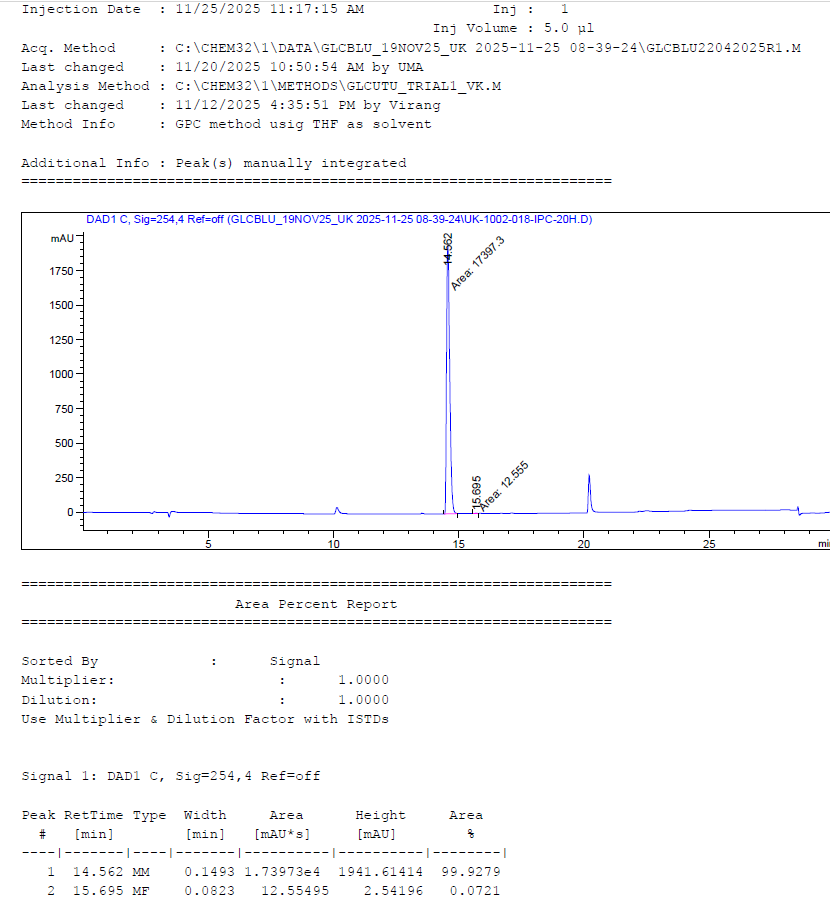 Injection Date  : 11/25/2025 11:17:15 AM               Inj :   1
Inj Volume : 5.0 µl
Acq. Method     : C:\CHEM32\1\DATA\GLCBLU_19NOV25_UK 2025-11-25 08-39-24\GLCBLU22042025R1.M
Last changed    : 11/20/2025 10:50:54 AM by UMA
Analysis Method : C:\CHEM32\1\METHODS\GLCUTU_TRIAL1_VK.M
Last changed    : 11/12/2025 4:35:51 PM by Virang
Method Info     : GPC method usig THF as solvent
Additional Info : Peak(s) manually integrated
=====================================================================
DAD1 C, Sig=254,4 Ref=off (GLCBLU_19NOV25_UK 2025-11-25 08-39-24\UK-1002-018-IPC-20H.D)
mAU
14.562
Area: 17397.3
1750
1500
1250
1000
750
500
250
0
15.695
Area: 12.555
5 10 15 20 25
=====================================================================
Area Percent Report
=====================================================================
Sorted By             :      Signal
Multiplier:                   :      1.0000
Dilution:                     :      1.0000
Use Multiplier & Dilution Factor with ISTDs
Signal 1: DAD1 C, Sig=254,4 Ref=off
Peak RetTime Type  Width     Area      Height     Area
#   [min]        [min]   [mAU*s]     [mAU]        %
----|-------|----|-------|----------|----------|--------|
1  14.562 MM    0.1493 1.73973e4  1941.61414  99.9279
2  15.695 MF    0.0823   12.55495    2.54196   0.0721